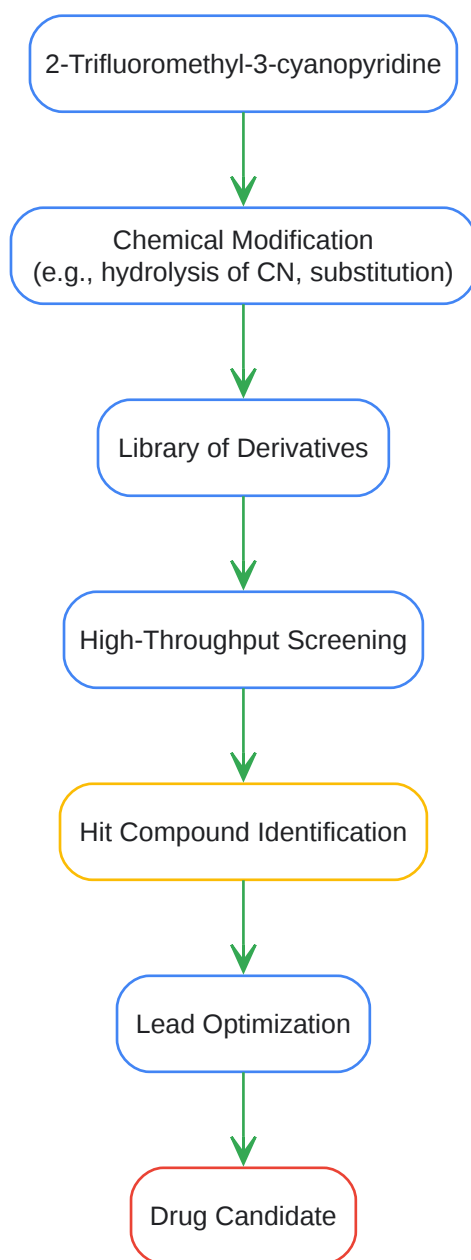 2-Trifluoromethyl-3-cyanopyridine
Chemical Modification
(e.g., hydrolysis of CN, substitution)
Library of Derivatives
High-Throughput Screening
Hit Compound Identification
Lead Optimization
Drug Candidate